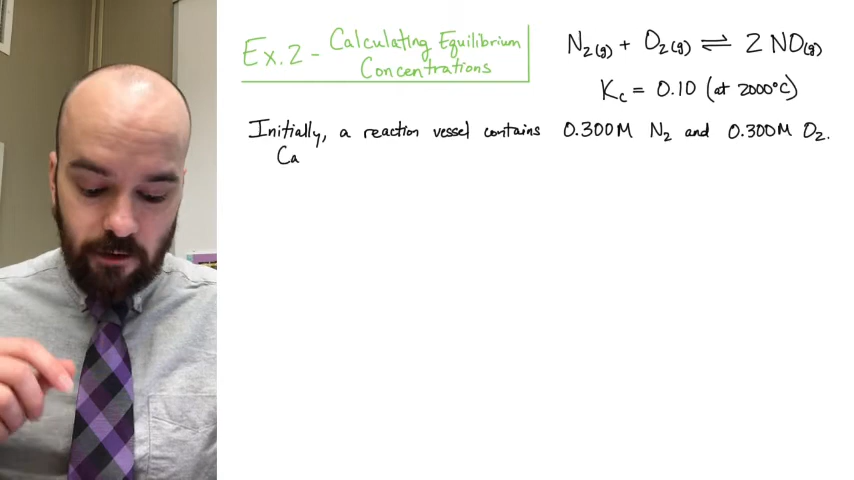 Ex.2 - Calculating Equilibrium
Concentrations
N₂(g) + O₂(g) ⇌ 2 NO(g)
Kc = 0.10 (at 2000°C)
Initially, a reaction vessel contains 0.300M N₂ and 0.300M O₂.
Ca